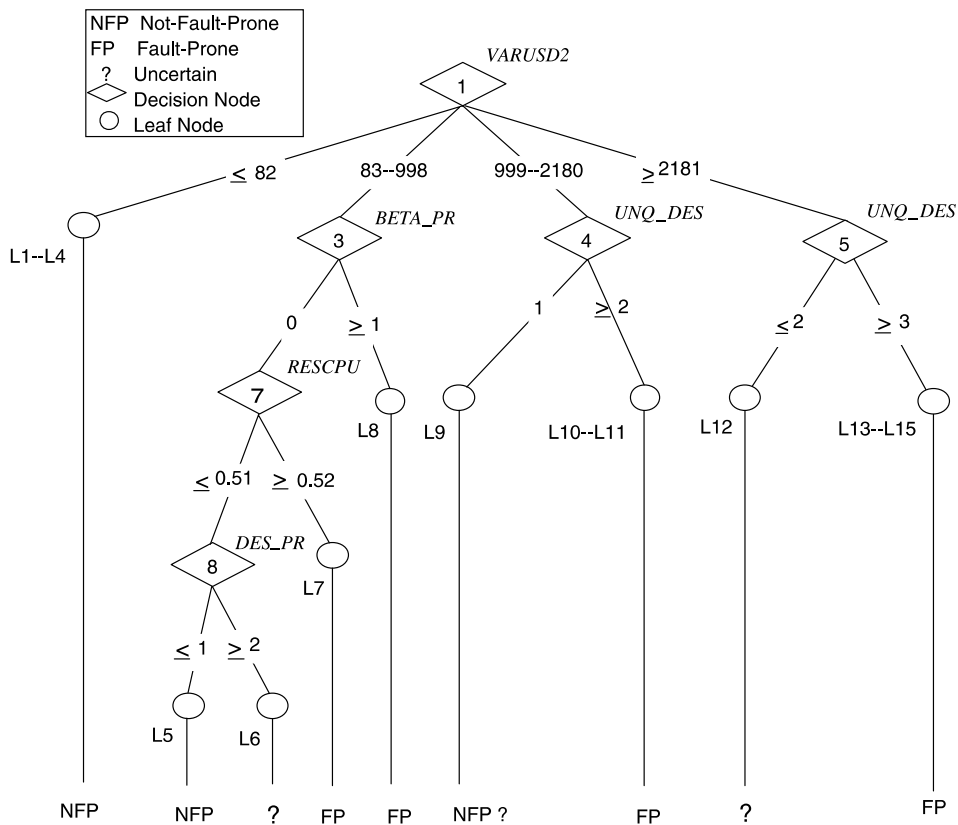 NFP Not-Fault-Prone
FP Fault-Prone
? Uncertain
Decision Node
Leaf Node
VARUSD2
1
≤ 82
83--998
999--2180
≥ 2181
BETA_PR
UNQ_DES
UNQ_DES
L1--L4
3
4
5
0
≥ 1
1
≥ 2
≤ 2
≥ 3
RESCPU
7
L8
L9
L10--L11
L12
L13--L15
≤ 0.51
≥ 0.52
DES_PR
8
L7
≤ 1
≥ 2
L5
L6
NFP NFP ? FP FP NFP ? FP ? FP